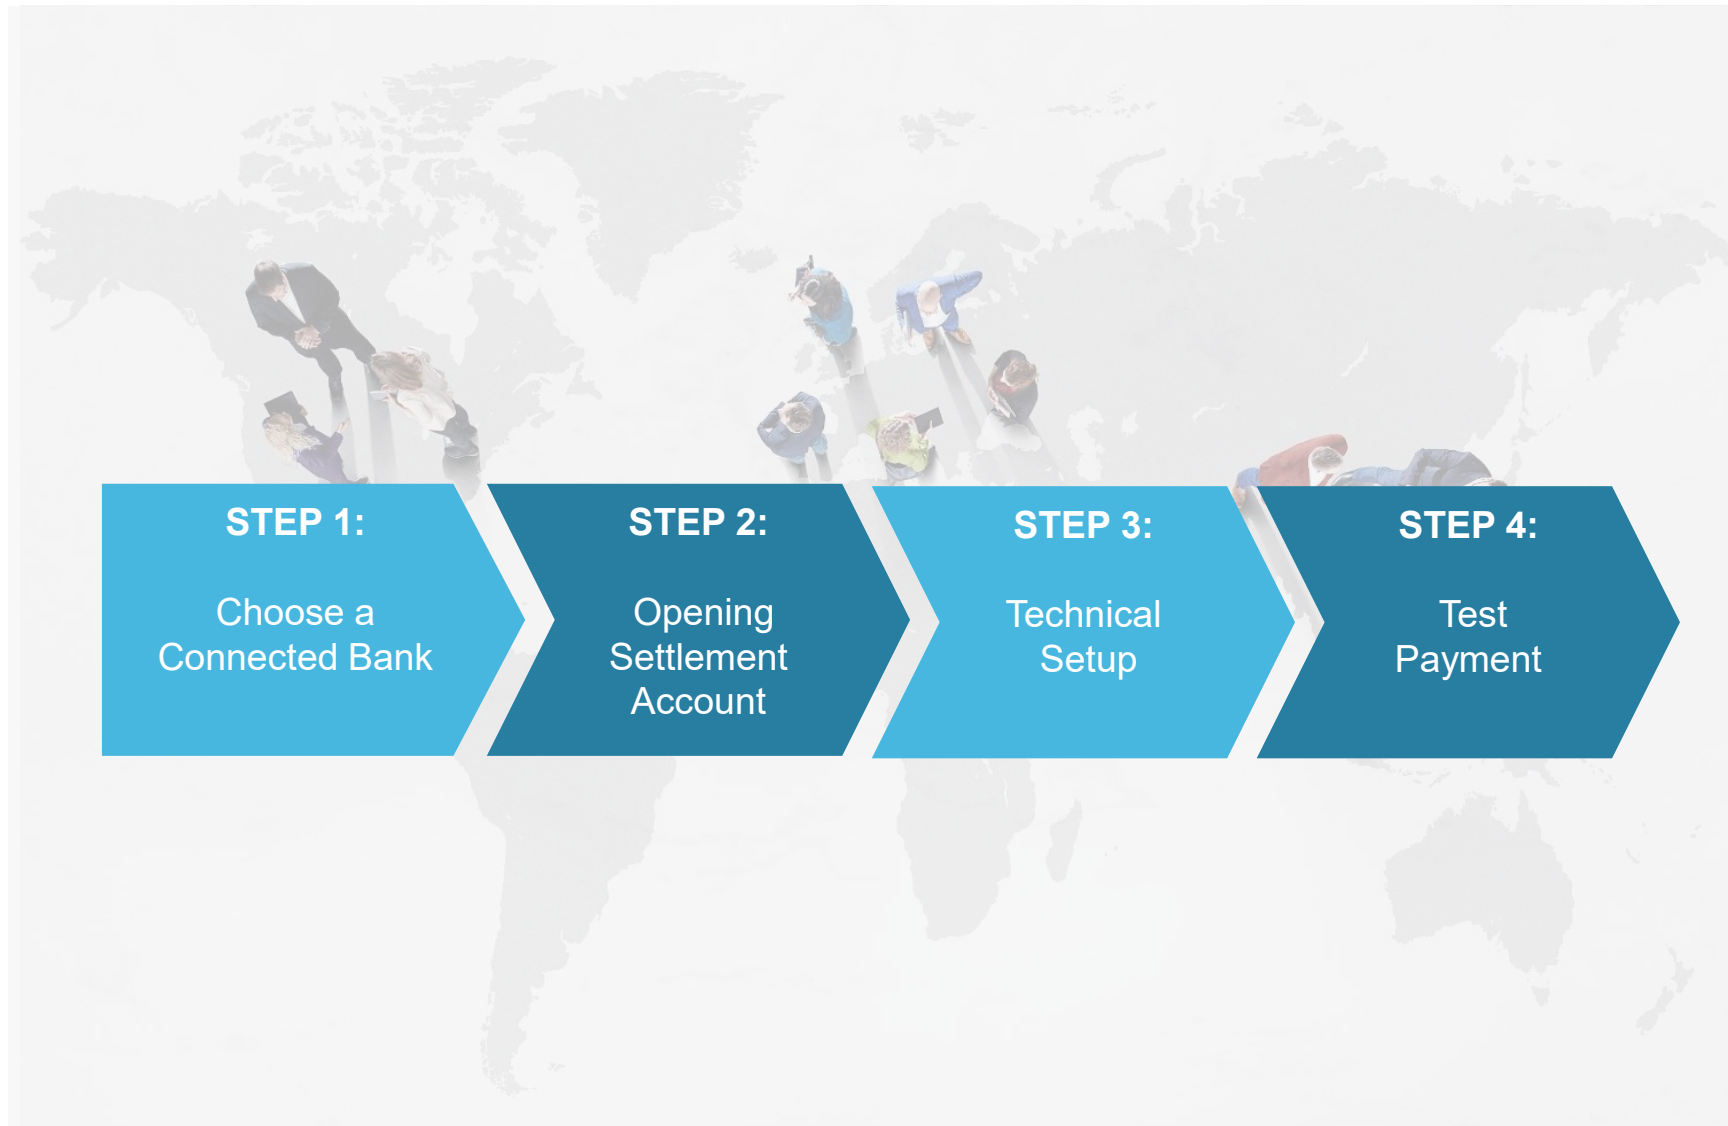 STEP 1:
Choose a
Connected Bank
STEP 2:
Opening
Settlement
Account
STEP 3:
Technical
Setup
STEP 4:
Test
Payment